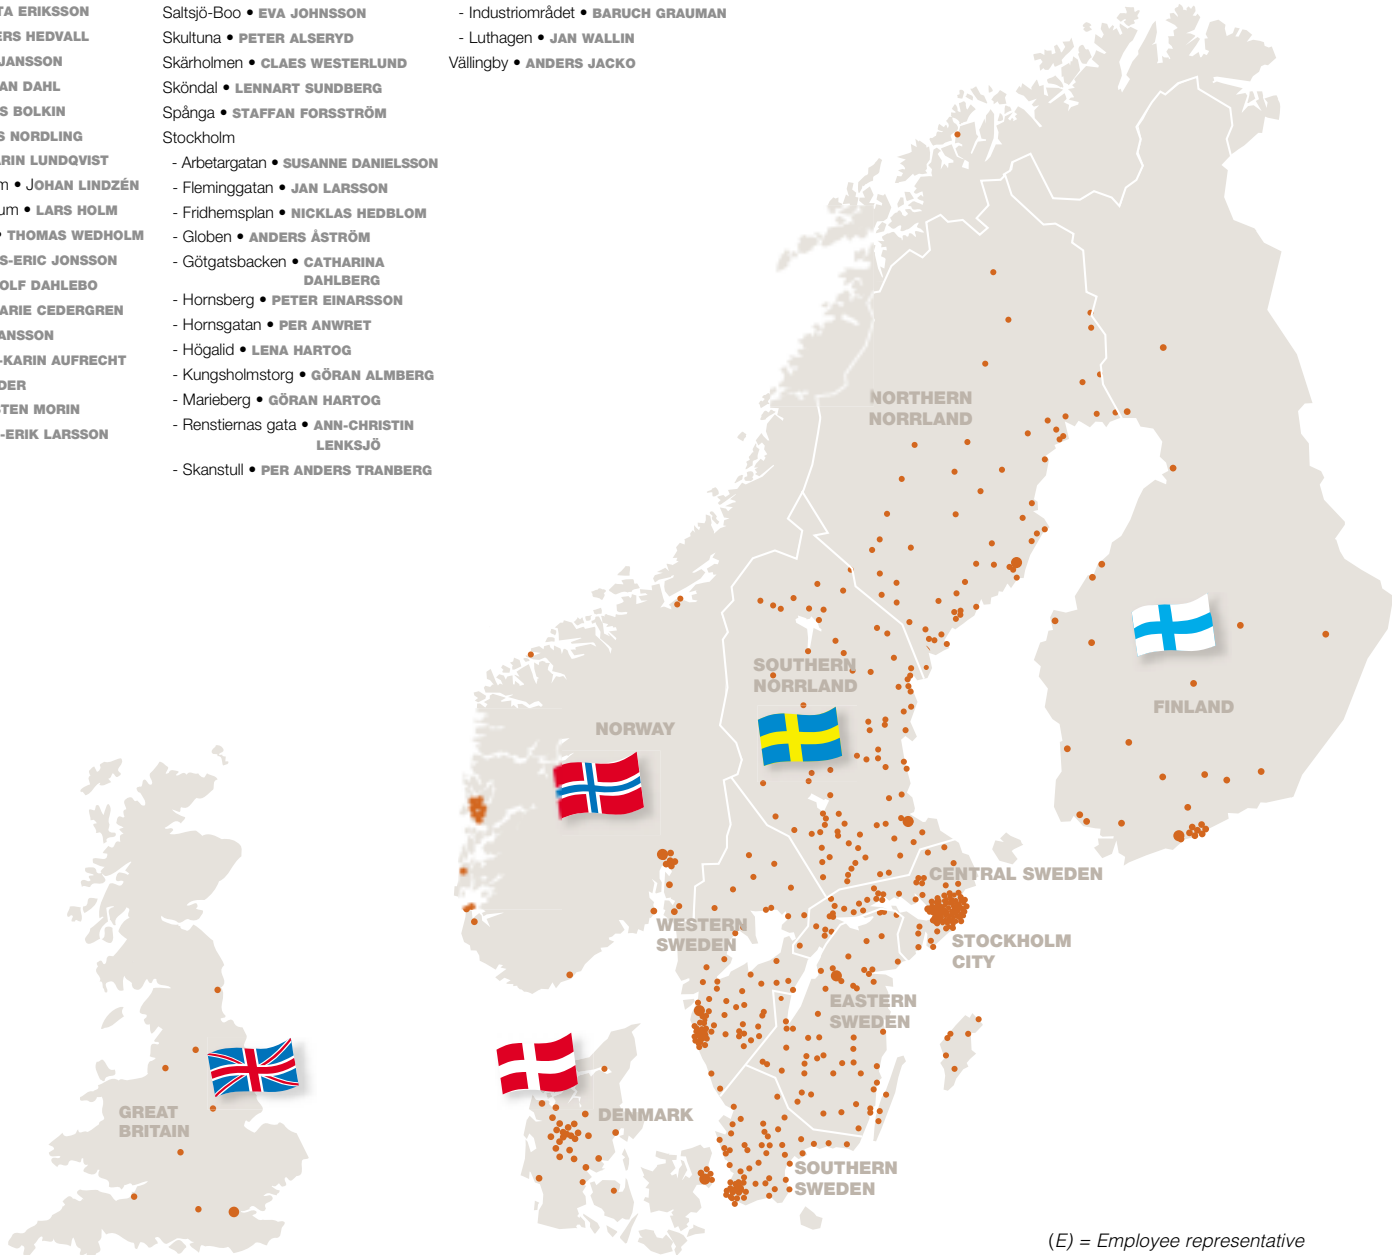 TA ERIKSSON
ERS HEDVALL
JANSSON
AN DAHL
S BOLKIN
S NORDLING
RIN LUNDQVIST
m • JOHAN LINDZÉN
um • LARS HOLM
• THOMAS WEDHOLM
S-ERIC JONSSON
OLF DAHLEBO
ARIE CEDERGREN
ANSSON
-KARIN AUFRECHT
DER
STEN MORIN
-ERIK LARSSON
Saltsjö-Boo • EVA JOHNSSON
Skultuna • PETER ALSERYD
Skärholmen • CLAES WESTERLUND
Sköndal • LENNART SUNDBERG
Spånga • STAFFAN FORSSTRÖM
Stockholm
- Arbetargatan • SUSANNE DANIELSSON
- Fleminggatan • JAN LARSSON
- Fridhemsplan • NICKLAS HEDBLOM
- Globen • ANDERS ÅSTRÖM
- Götgatsbacken • CATHARINA
DAHLBERG
- Hornsberg • PETER EINARSSON
- Hornsgatan • PER ANWRET
- Högalid • LENA HARTOG
- Kungsholmstorg • GÖRAN ALMBERG
- Marieberg • GÖRAN HARTOG
- Renstiernas gata • ANN-CHRISTIN
LENKSJÖ
- Skanstull • PER ANDERS TRANBERG
- Industriområdet • BARUCH GRAUMAN
- Luthagen • JAN WALLIN
Vällingby • ANDERS JACKO
NORTHERN
NORRLAND
SOUTHERN
NORRLAND
NORWAY
FINLAND
CENTRAL SWEDEN
WESTERN
SWEDEN
STOCKHOLM
CITY
EASTERN
SWEDEN
GREAT
BRITAIN
DENMARK
SOUTHERN
SWEDEN
(E) = Employee representative